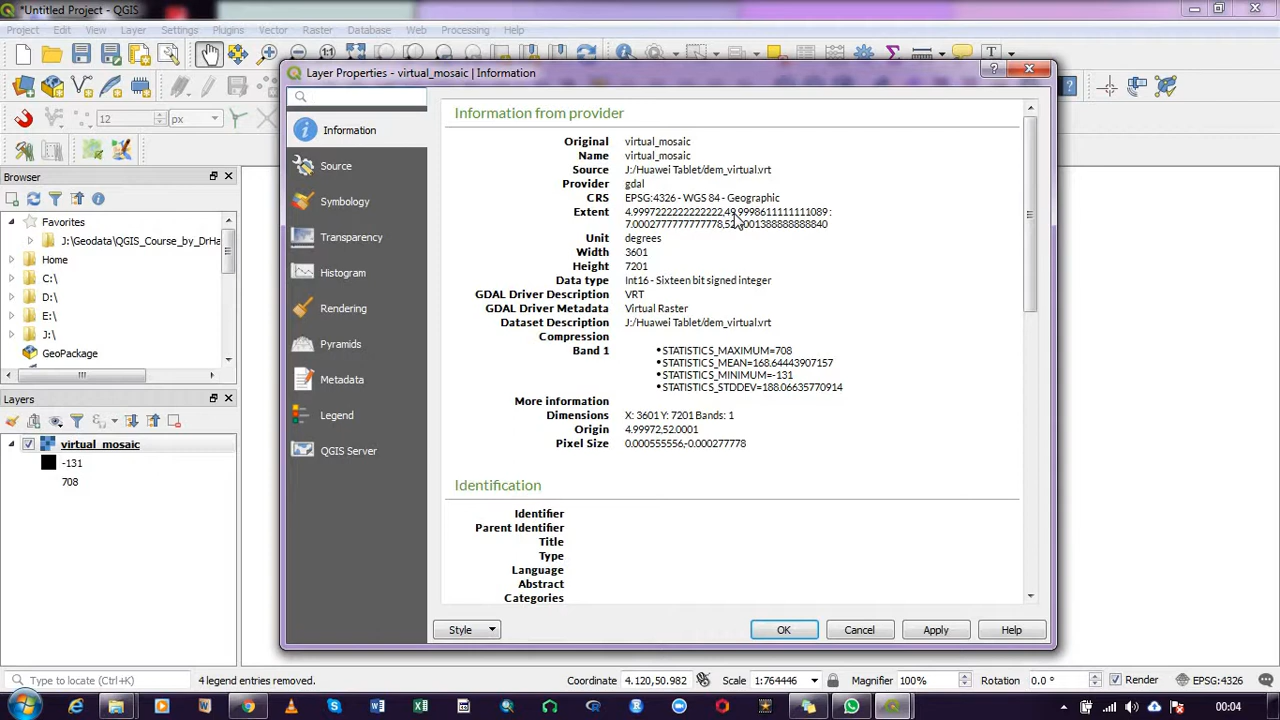 *Undited Project - QGIS
Project Edit View Layer Settings Plugins Vector Raster Database Web Processing Help
Layer Properties - virtual_mosaic | Information
12 px
Browser
Favorites
J:\Geodata\QGIS_Course_by_DrHa
Home
C:\
D:\
E:\
J:\
GeoPackage
Layers
virtual_mosaic
-131
708
Information
Source
Symbology
Transparency
Histogram
Rendering
Pyramids
Metadata
Legend
QGIS Server
Information from provider
Original virtual_mosaic
Name virtual_mosaic
Source J:/Huawei Tablet/dem_virtual.vrt
Provider gdal
CRS EPSG:4326 - WGS 84 - Geographic
Extent
Unit degrees
Width 3601
Height 7201
Data type Int16 - Sixteen bit signed integer
GDAL Driver Description VRT
GDAL Driver Metadata Virtual Raster
Dataset Description J:/Huawei Tablet/dem_virtual.vrt
Compression
Band 1 •STATISTICS_MAXIMUM=708
•STATISTICS_MEAN=168.64443907157
•STATISTICS_MINIMUM=-131
•STATISTICS_STDDEV=188.06635770914
More information
Dimensions X: 3601 Y: 7201 Bands: 1
Origin 4.99972,52.0001
Pixel Size 0.000555556,-0.000277778
Identification
Identifier
Parent Identifier
Title
Type
Language
Abstract
Categories
Style OK Cancel Apply Help
Type to locate (Ctrl+K) 4 legend entries removed. Coordinate 4.120,50.982 Scale 1:764446 Magnifier 100% Rotation 0.0 ° Render EPSG:4326
00:04